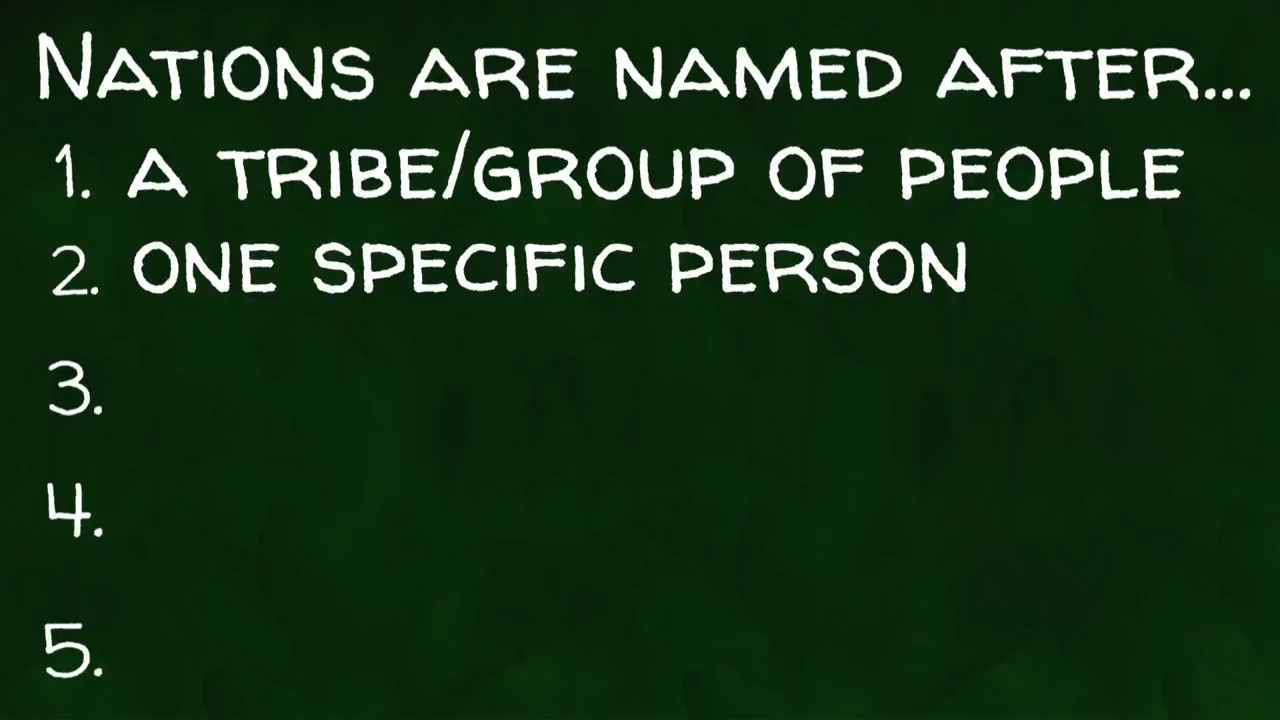 Nations are named after...
1. a tribe/group of people
2. one specific person
3.
4.
5.